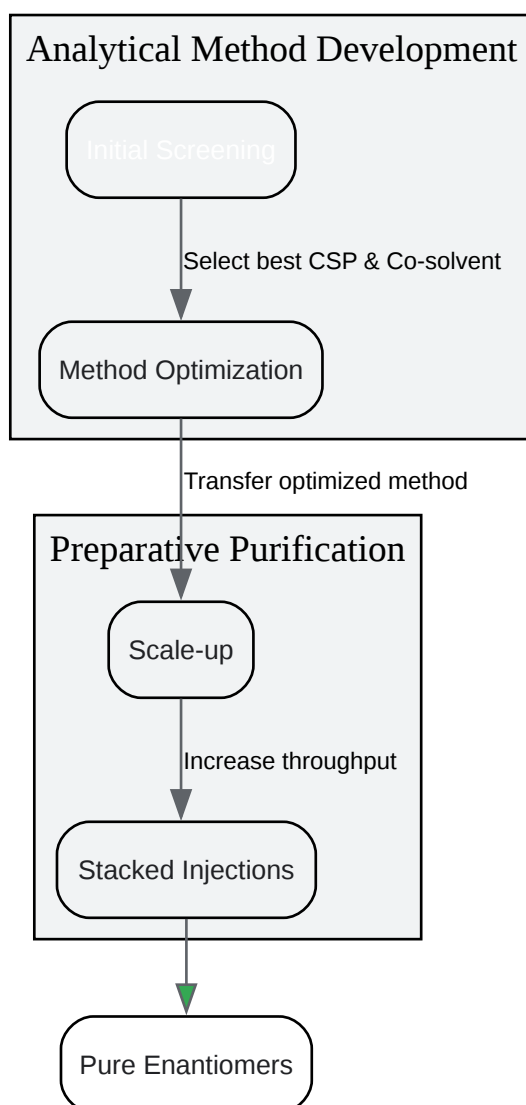 Analytical Method Development
Initial Screening
Select best CSP & Co-solvent
Method Optimization
Transfer optimized method
Preparative Purification
Scale-up
Increase throughput
Stacked Injections
Pure Enantiomers